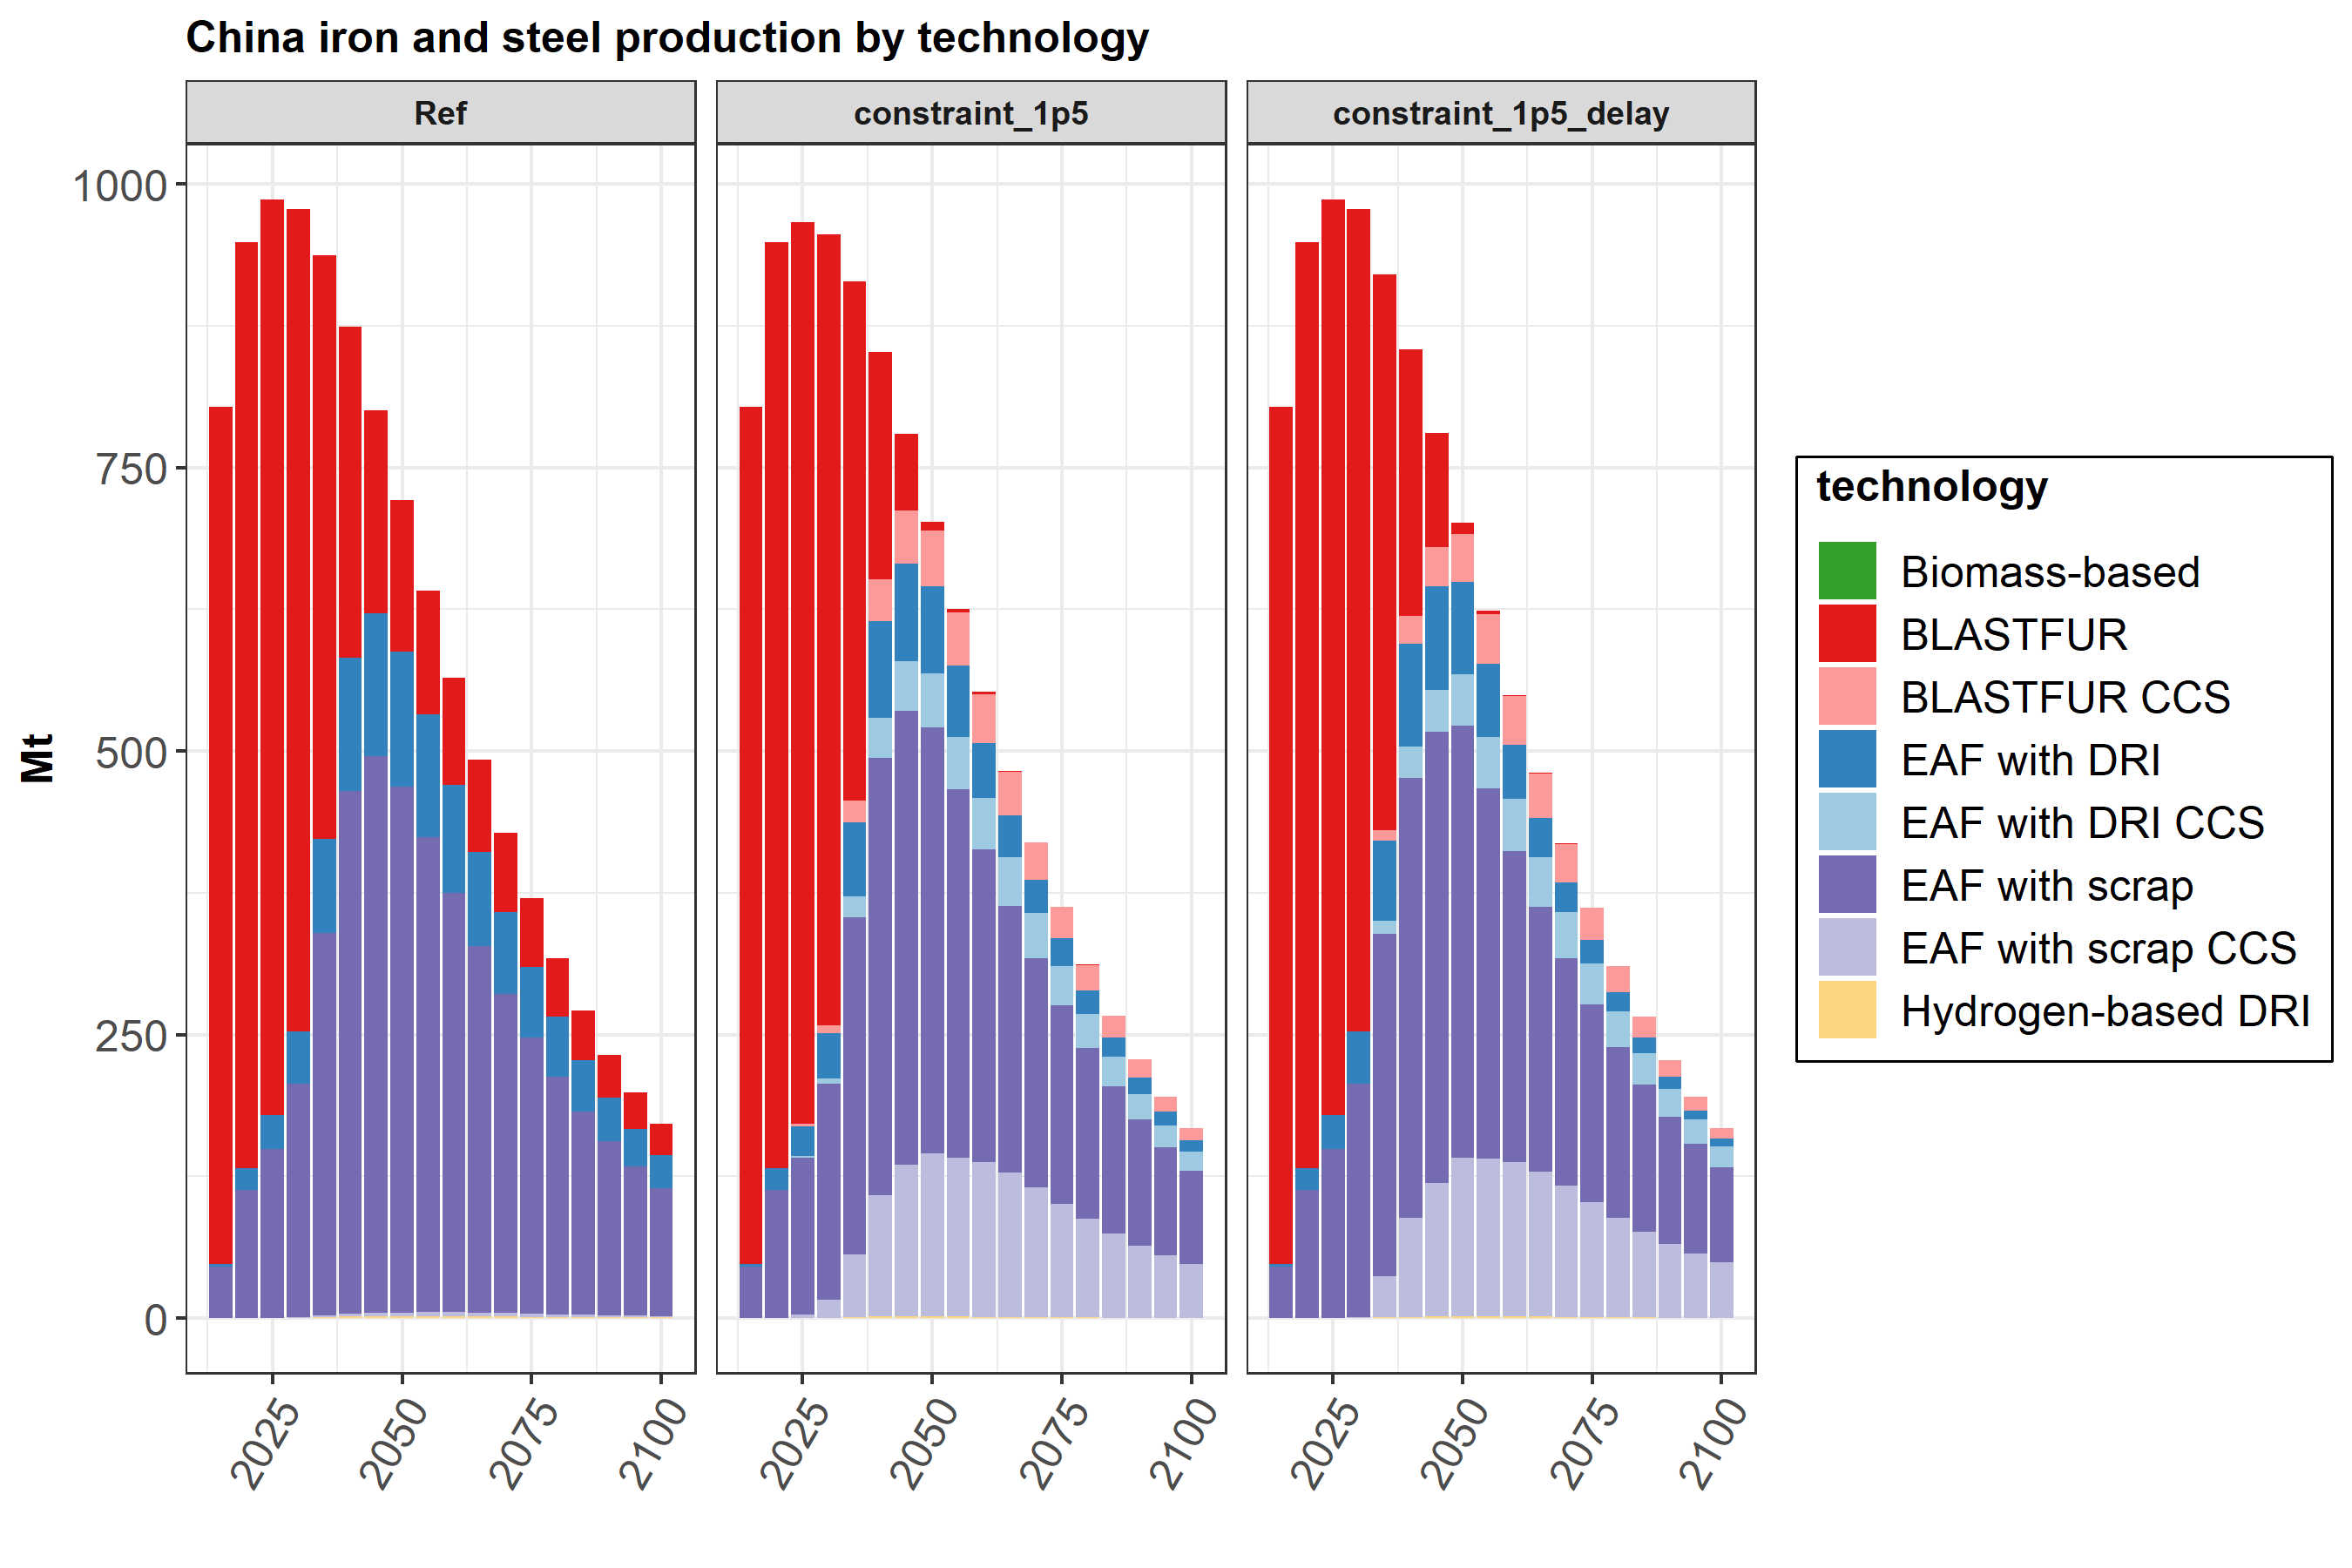 China iron and steel production by technology
Ref
constraint_1p5
constraint_1p5_delay
Mt
1000
750
500
250
0
2025
2050
2075
2100
2025
2050
2075
2100
2025
2050
2075
2100
technology
Biomass-based
BLASTFUR
BLASTFUR CCS
EAF with DRI
EAF with DRI CCS
EAF with scrap
EAF with scrap CCS
Hydrogen-based DRI